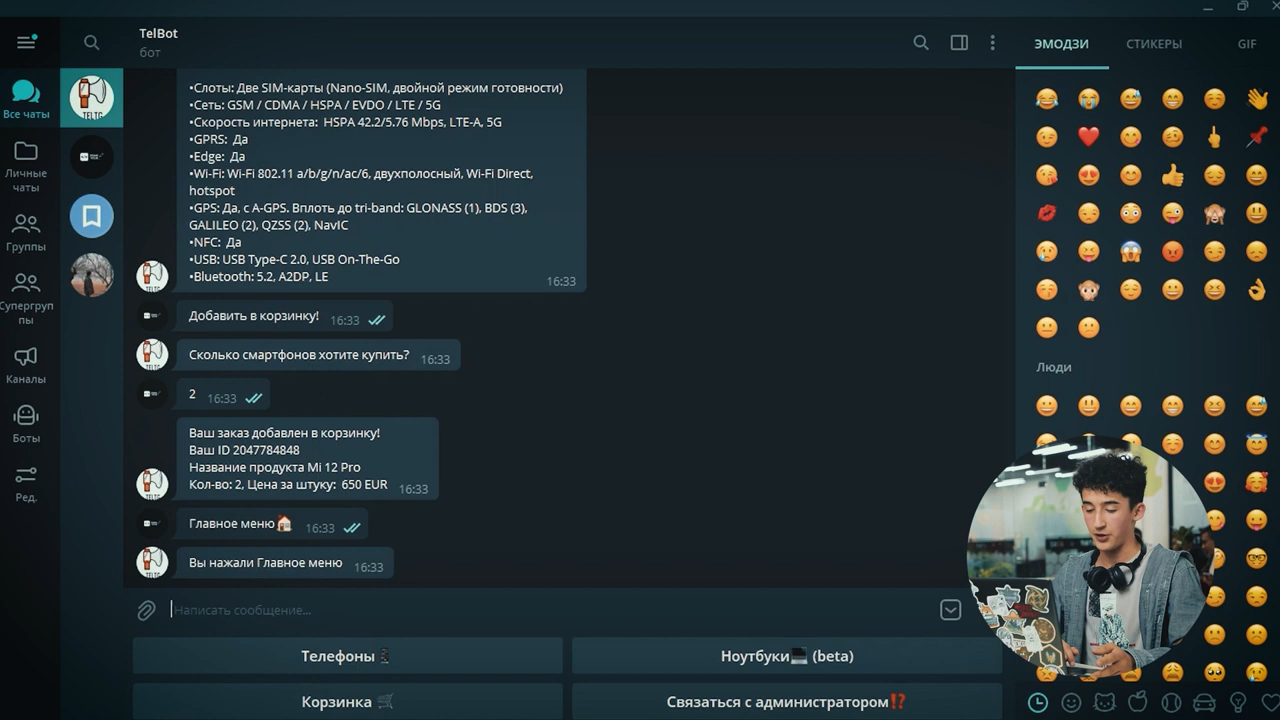 TelBot
бот
ЭМОДЗИ
СТИКЕРЫ
GIF
Все чаты
Личные
чаты
Группы
Супергруп
пы
Каналы
Боты
Ред.
TELTG
•Слоты: Две SIM-карты (Nano-SIM, двойной режим готовности)
•Сеть: GSM / CDMA / HSPA / EVDO / LTE / 5G
•Скорость интернета: HSPA 42.2/5.76 Mbps, LTE-A, 5G
•GPRS: Да
•Edge: Да
•Wi-Fi: Wi-Fi 802.11 a/b/g/n/ac/6, двухполосный, Wi-Fi Direct,
hotspot
•GPS: Да, с A-GPS. Вплоть до tri-band: GLONASS (1), BDS (3),
GALILEO (2), QZSS (2), NavIC
•NFC: Да
•USB: USB Type-C 2.0, USB On-The-Go
•Bluetooth: 5.2, A2DP, LE
16:33
Добавить в корзинку! 16:33
Сколько смартфонов хотите купить? 16:33
2 16:33
Ваш заказ добавлен в корзинку!
Ваш ID 2047784848
Название продукта Mi 12 Pro
Кол-во: 2, Цена за штуку: 650 EUR 16:33
Главное меню🏠 16:33
Вы нажали Главное меню 16:33
Написать сообщение...
Телефоны📱
Ноутбуки💻 (beta)
Корзинка 🛒
Связаться с администратором⁉️
Люди